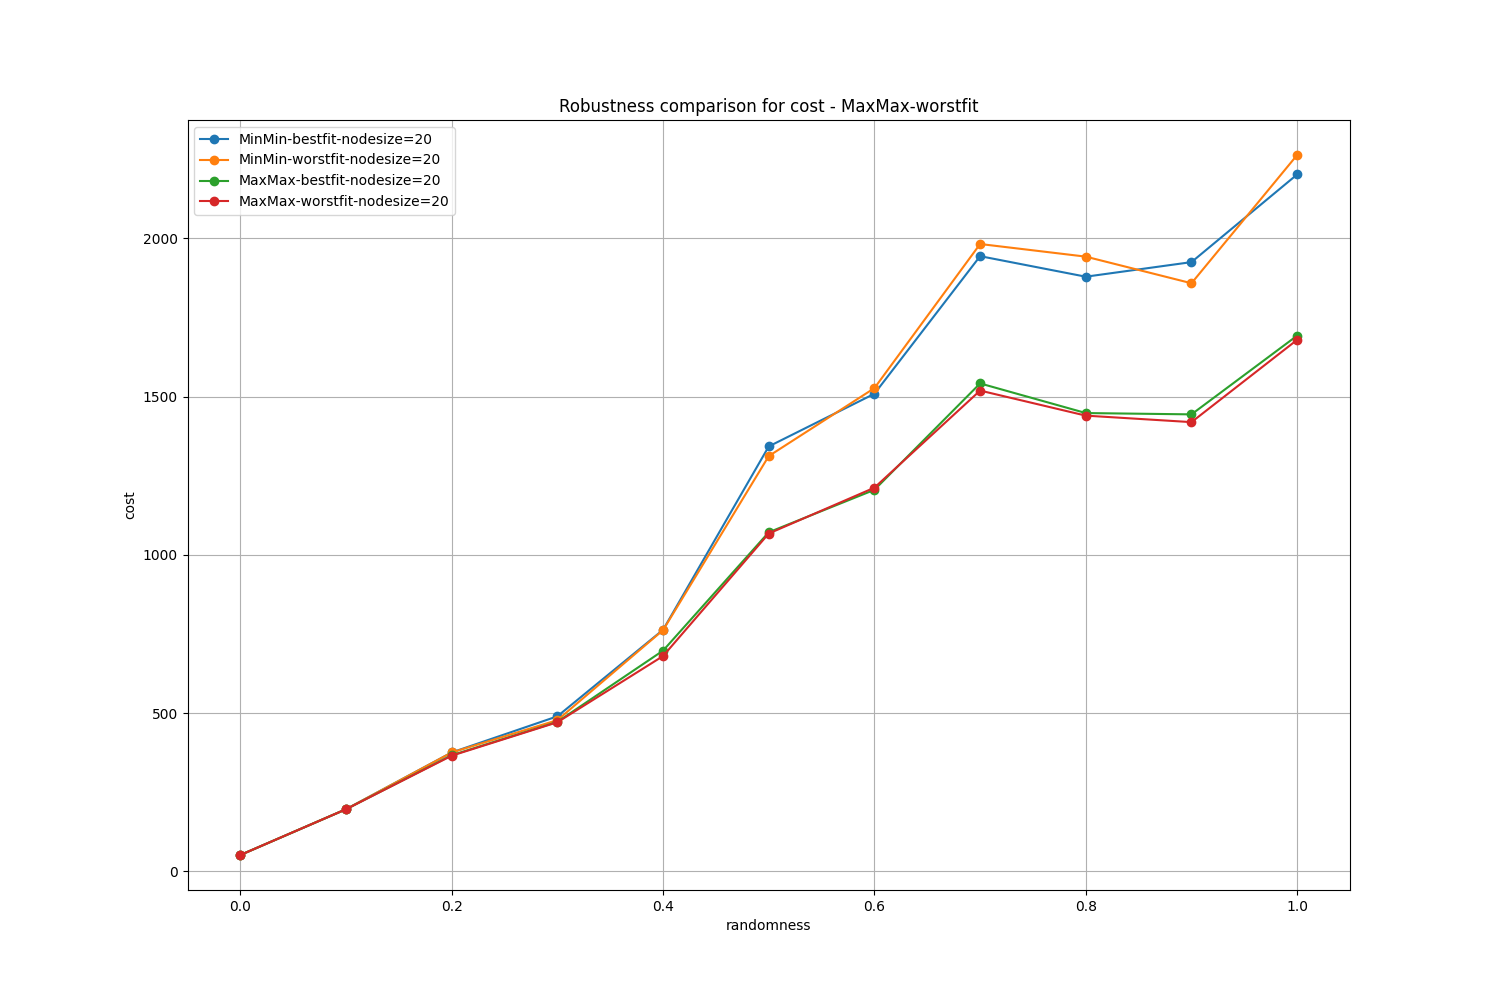 Robustness comparison for cost - MaxMax-worstfit
MinMin-bestfit-nodesize=20
MinMin-worstfit-nodesize=20
MaxMax-bestfit-nodesize=20
MaxMax-worstfit-nodesize=20
2000
1500
1000
500
0
cost
0.0 0.2 0.4 0.6 0.8 1.0
randomness